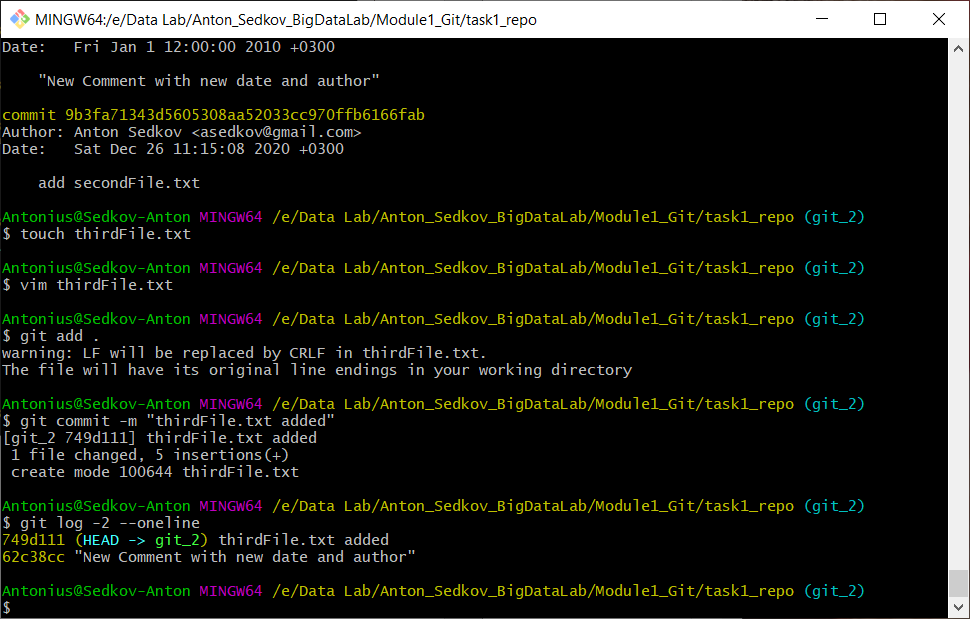 MINGW64:/e/Data Lab/Anton_Sedkov_BigDataLab/Module1_Git/task1_repo
Date:   Fri Jan 1 12:00:00 2010 +0300
    "New Comment with new date and author"
commit 9b3fa71343d5605308aa52033cc970ffb6166fab
Author: Anton Sedkov <asedkov@gmail.com>
Date:   Sat Dec 26 11:15:08 2020 +0300
    add secondFile.txt
Antonius@Sedkov-Anton MINGW64 /e/Data Lab/Anton_Sedkov_BigDataLab/Module1_Git/task1_repo (git_2)
$ touch thirdFile.txt
Antonius@Sedkov-Anton MINGW64 /e/Data Lab/Anton_Sedkov_BigDataLab/Module1_Git/task1_repo (git_2)
$ vim thirdFile.txt
Antonius@Sedkov-Anton MINGW64 /e/Data Lab/Anton_Sedkov_BigDataLab/Module1_Git/task1_repo (git_2)
$ git add .
warning: LF will be replaced by CRLF in thirdFile.txt.
The file will have its original line endings in your working directory
Antonius@Sedkov-Anton MINGW64 /e/Data Lab/Anton_Sedkov_BigDataLab/Module1_Git/task1_repo (git_2)
$ git commit -m "thirdFile.txt added"
[git_2 749d111] thirdFile.txt added
 1 file changed, 5 insertions(+)
 create mode 100644 thirdFile.txt
Antonius@Sedkov-Anton MINGW64 /e/Data Lab/Anton_Sedkov_BigDataLab/Module1_Git/task1_repo (git_2)
$ git log -2 --oneline
749d111 (HEAD -> git_2) thirdFile.txt added
62c38cc "New Comment with new date and author"
Antonius@Sedkov-Anton MINGW64 /e/Data Lab/Anton_Sedkov_BigDataLab/Module1_Git/task1_repo (git_2)
$